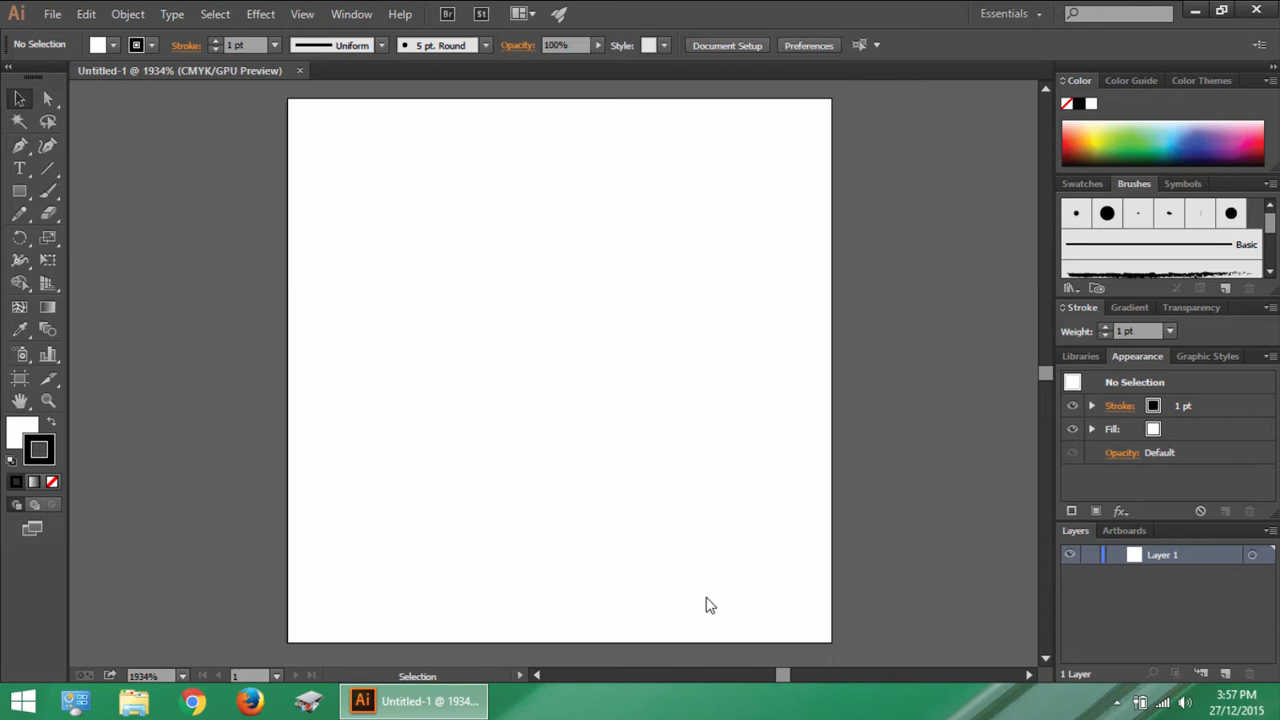 Ai File Edit Object Type Select Effect View Window Help Br St Essentials
No Selection Stroke: 1 pt Uniform 5 pt. Round Opacity: 100% Style: Document Setup Preferences
Untitled-1 @ 1934% (CMYK/GPU Preview) ×
Color Color Guide Color Themes
Swatches Brushes Symbols
Basic
Stroke Gradient Transparency
Weight: 1 pt
Libraries Appearance Graphic Styles
No Selection
Stroke: 1 pt
Fill:
Opacity: Default
fx
Layers Artboards
Layer 1
1934% 1 Selection 1 Layer
Ai Untitled-1 @ 1934...
3:57 PM
27/12/2015